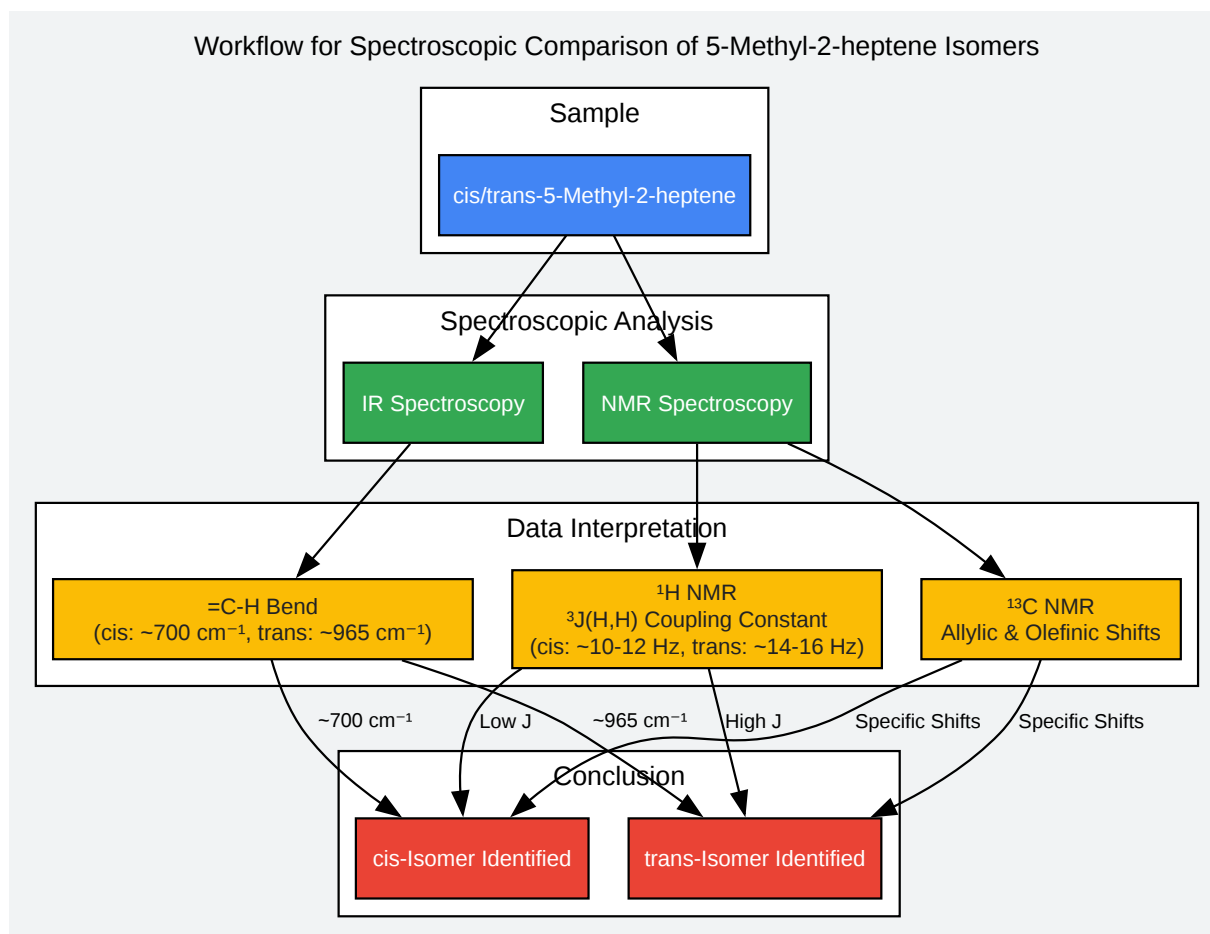 Workflow for Spectroscopic Comparison of 5-Methyl-2-heptene Isomers
Sample
cis/trans-5-Methyl-2-heptene
Spectroscopic Analysis
IR Spectroscopy
NMR Spectroscopy
Data Interpretation
=C-H Bend
(cis: ~700 cm⁻¹, trans: ~965 cm⁻¹)
¹H NMR
³J(H,H) Coupling Constant
(cis: ~10-12 Hz, trans: ~14-16 Hz)
¹³C NMR
Allylic & Olefinic Shifts
~700 cm⁻¹
Low J
~965 cm⁻¹
High J
Specific Shifts
Specific Shifts
Conclusion
cis-Isomer Identified
trans-Isomer Identified